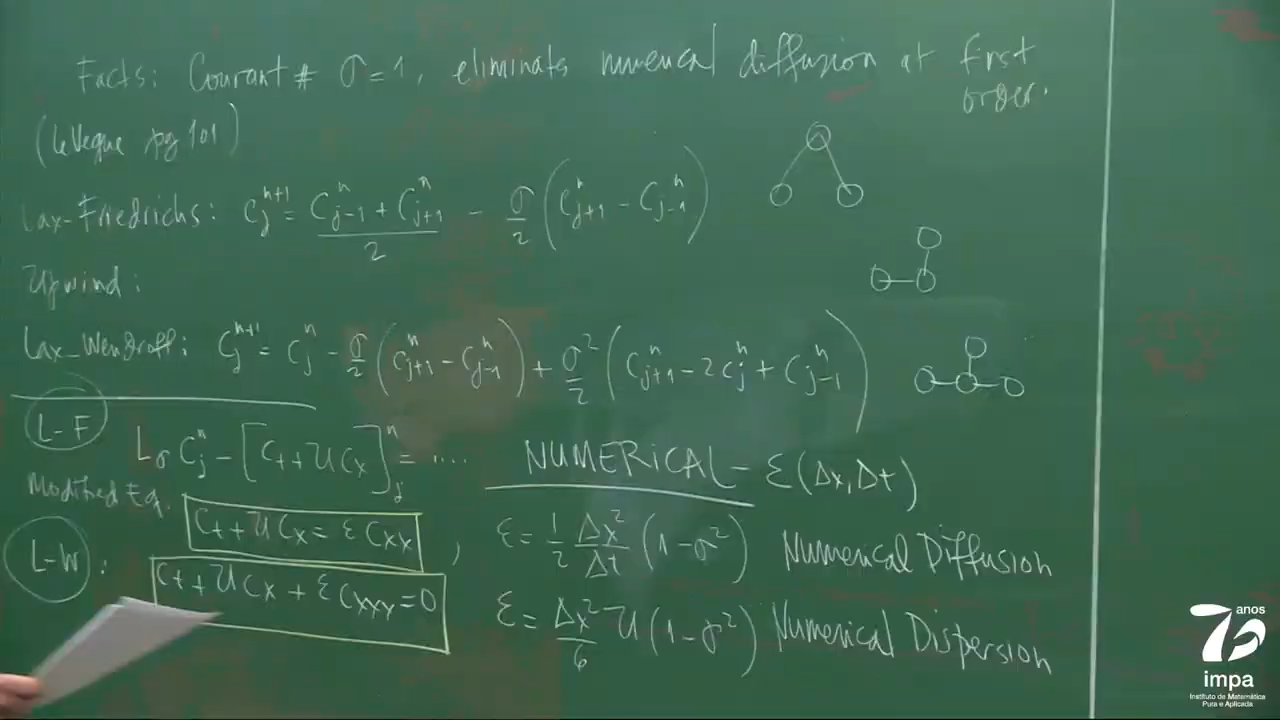 Facts: Courant # σ=1, eliminates numerical diffusion at first order.
(LeVeque pg 101)
Lax-Friedrichs: C_j^{n+1} = (C_{j-1}^n + C_{j+1}^n)/2 - σ/2 (C_{j+1}^n - C_{j-1}^n)
Upwind:
Lax-Wendroff: C_j^{n+1} = C_j^n - σ/2 (C_{j+1}^n - C_{j-1}^n) + σ²/2 (C_{j+1}^n - 2C_j^n + C_{j-1}^n)
L-F
L_σ C_j^n - [C_t + U C_x]_j^n = ....
NUMERICAL - ε(Δx, Δt)
Modified Eq.
C_t + U C_x = ε C_xx , ε = 1/2 Δx²/Δt (1-σ²) Numerical Diffusion
L-W: C_t + U C_x + ε C_xxx = 0 ε = Δx²/6 U (1-σ²) Numerical Dispersion
anos
impa
Instituto de Matemática
Pura e Aplicada